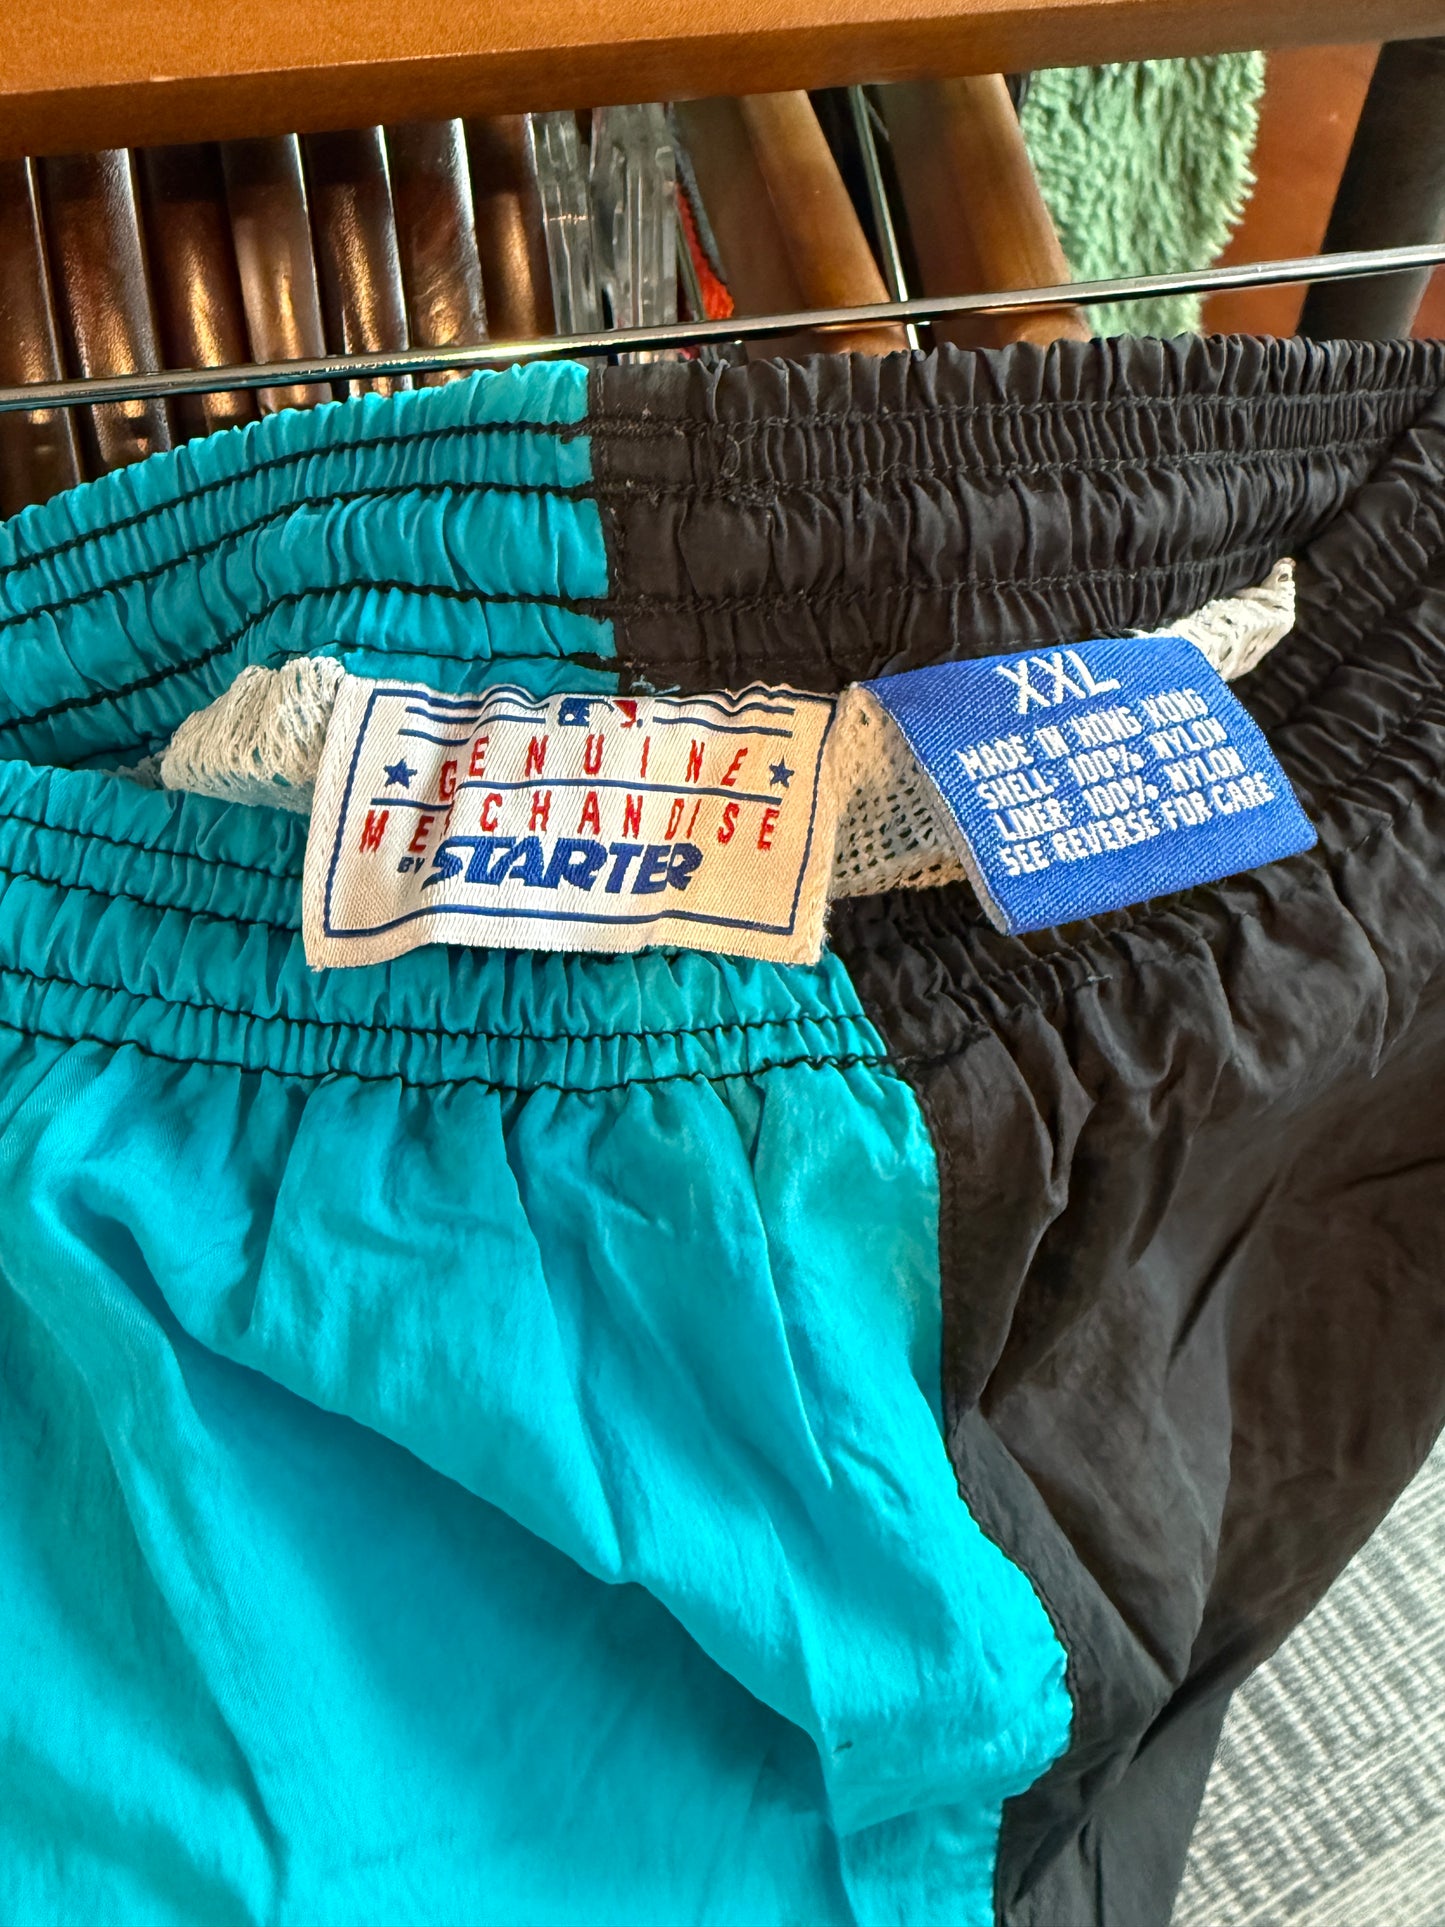 GENUINE
MERCHANDISE
BY STARTER
XXL
MADE IN HONG KONG
SHELL: 100% NYLON
LINER: 100% NYLON
SEE REVERSE FOR CARE